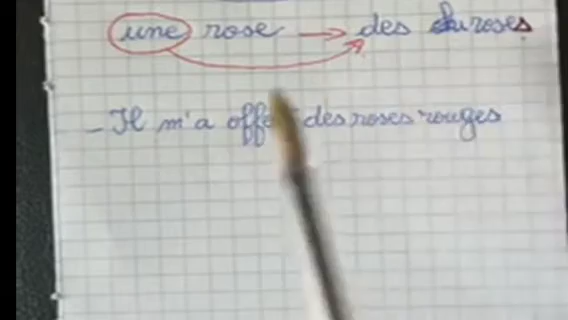 une rose → des roses
- Il m'a des roses rouges